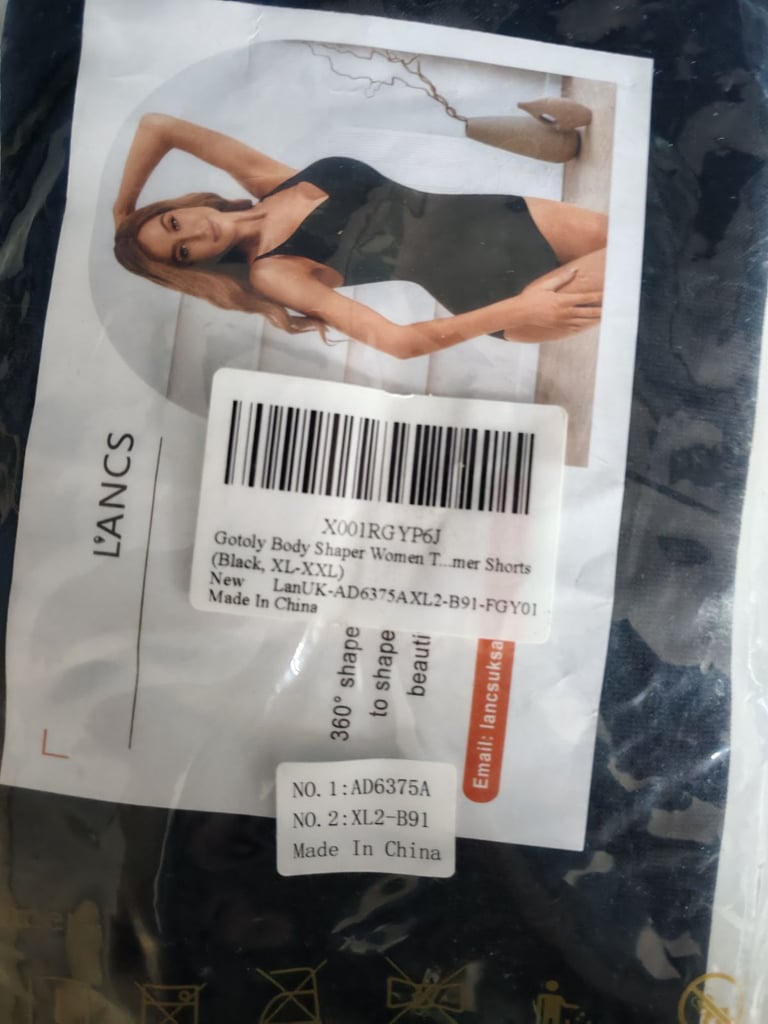 L'ANCS
X001RGYP6J
Gotoly Body Shaper Women T...mer Shorts
(Black, XL-XXL)
New LanUK-AD6375AXL2-B91-FGY01
Made In China
360° shape
to shape
beauti
Email: lancsuksa
NO. 1:AD6375A
NO. 2:XL2-B91
Made In China